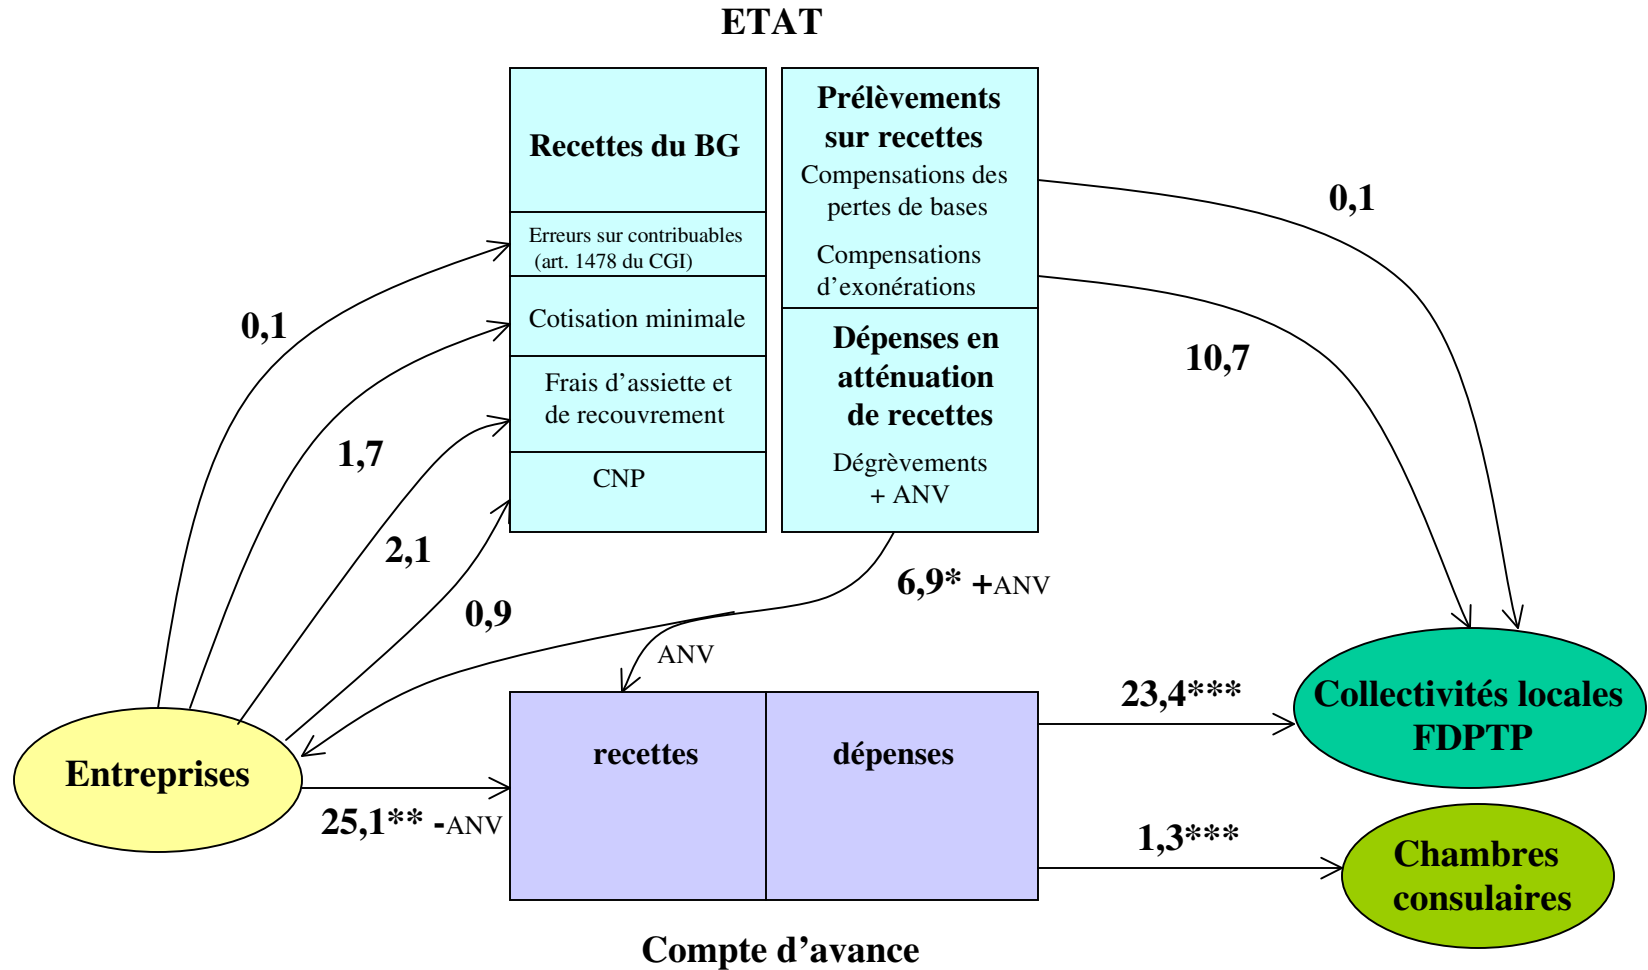 ETAT
Recettes du BG
Erreurs sur contribuables
(art. 1478 du CGI)
Cotisation minimale
Frais d’assiette et
de recouvrement
CNP
Prélèvements
sur recettes
Compensations des
pertes de bases
Compensations
d’exonérations
Dépenses en
atténuation
de recettes
Dégrèvements
+ ANV
0,1
1,7
2,1
0,9
0,1
10,7
6,9* +ANV
ANV
Entreprises
25,1** -ANV
recettes
dépenses
23,4***
1,3***
Collectivités locales
FDPTP
Chambres
consulaires
Compte d’avance